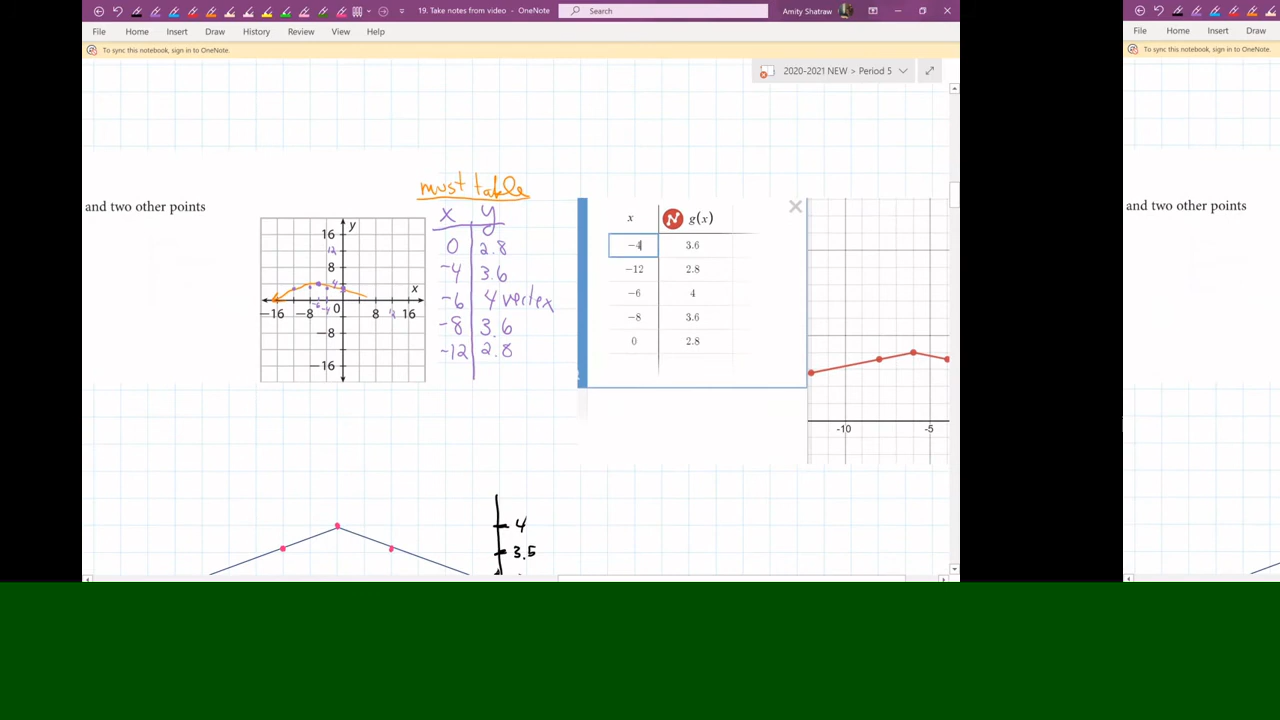 19. Take notes from video - OneNote
Search
Amity Shatraw
File Home Insert Draw History Review View Help
To sync this notebook, sign in to OneNote.
2020-2021 NEW > Period 5
must table
and two other points
x y
0 2.8
-4 3.6
-6 4 vertex
-8 3.6
-12 2.8
y
16
12
8
4
x
-16 -8 -6 -4 0 8 12 16
-8
-16
x g(x)
-4 3.6
-12 2.8
-6 4
-8 3.6
0 2.8
-10 -5
4
3.5
File Home Insert Draw
To sync this notebook, sign in to OneNote.
and two other points